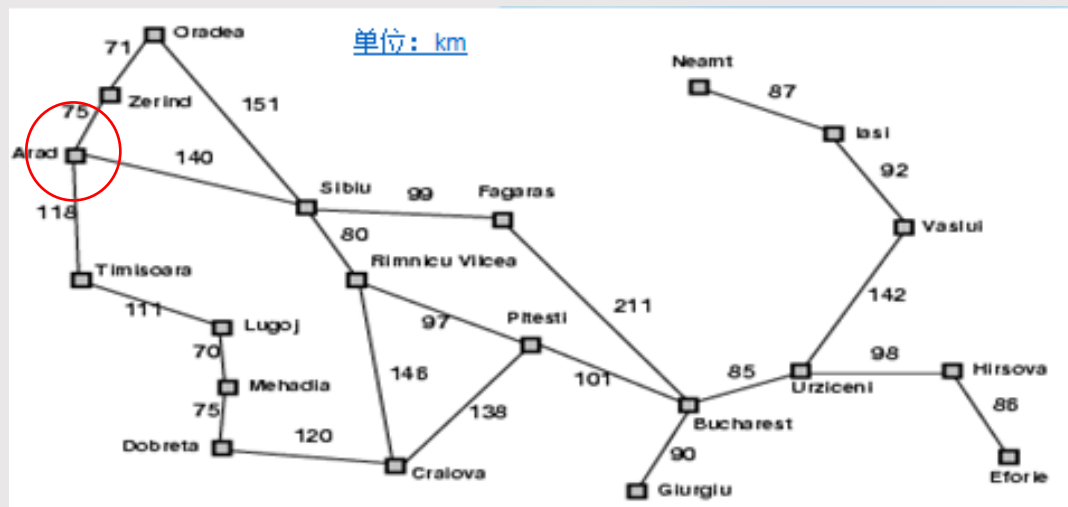 Oradea
71
单位：km
Neamt
87
Zerind
75
151
Iasi
Arad
140
92
Sibiu
99
Fagaras
118
80
Vaslui
Timisoara
Rimnicu Vilcea
142
111
211
Lugoj
97
Pitesti
70
98
Mehadia
146
101
85
Hirsova
Urziceni
75
138
86
Bucharest
Dobreta
120
90
Craiova
Eforie
Giurgiu